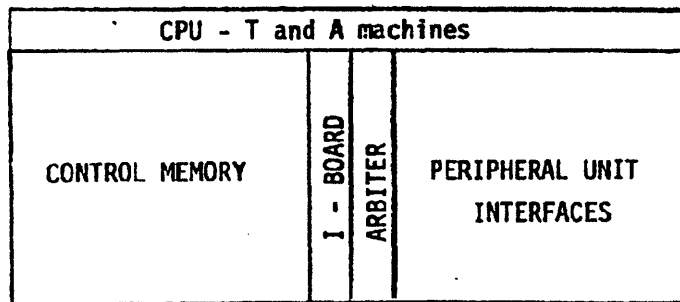 CPU - T and A machines
CONTROL MEMORY
I - BOARD
ARBITER
PERIPHERAL UNIT
INTERFACES